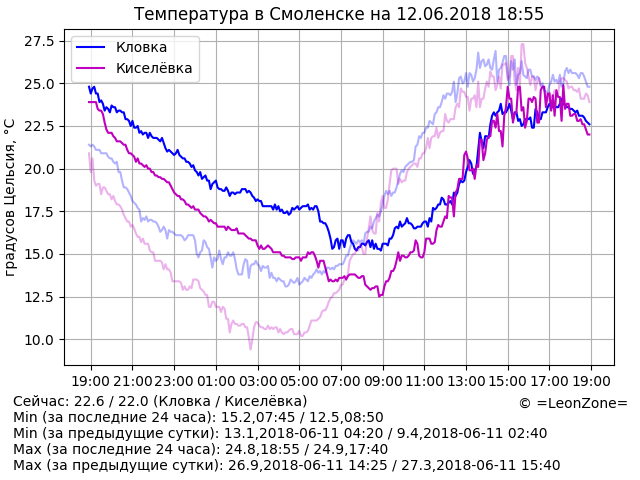 Температура в Смоленске на 12.06.2018 18:55
27.5
25.0
22.5
20.0
17.5
15.0
12.5
10.0
градусов Цельсия, °C
Кловка
Киселёвка
19:00 21:00 23:00 01:00 03:00 05:00 07:00 09:00 11:00 13:00 15:00 17:00 19:00
© =LeonZone=
Сейчас: 22.6 / 22.0 (Кловка / Киселёвка)
Min (за последние 24 часа): 15.2,07:45 / 12.5,08:50
Min (за предыдущие сутки): 13.1,2018-06-11 04:20 / 9.4,2018-06-11 02:40
Max (за последние 24 часа): 24.8,18:55 / 24.9,17:40
Max (за предыдущие сутки): 26.9,2018-06-11 14:25 / 27.3,2018-06-11 15:40